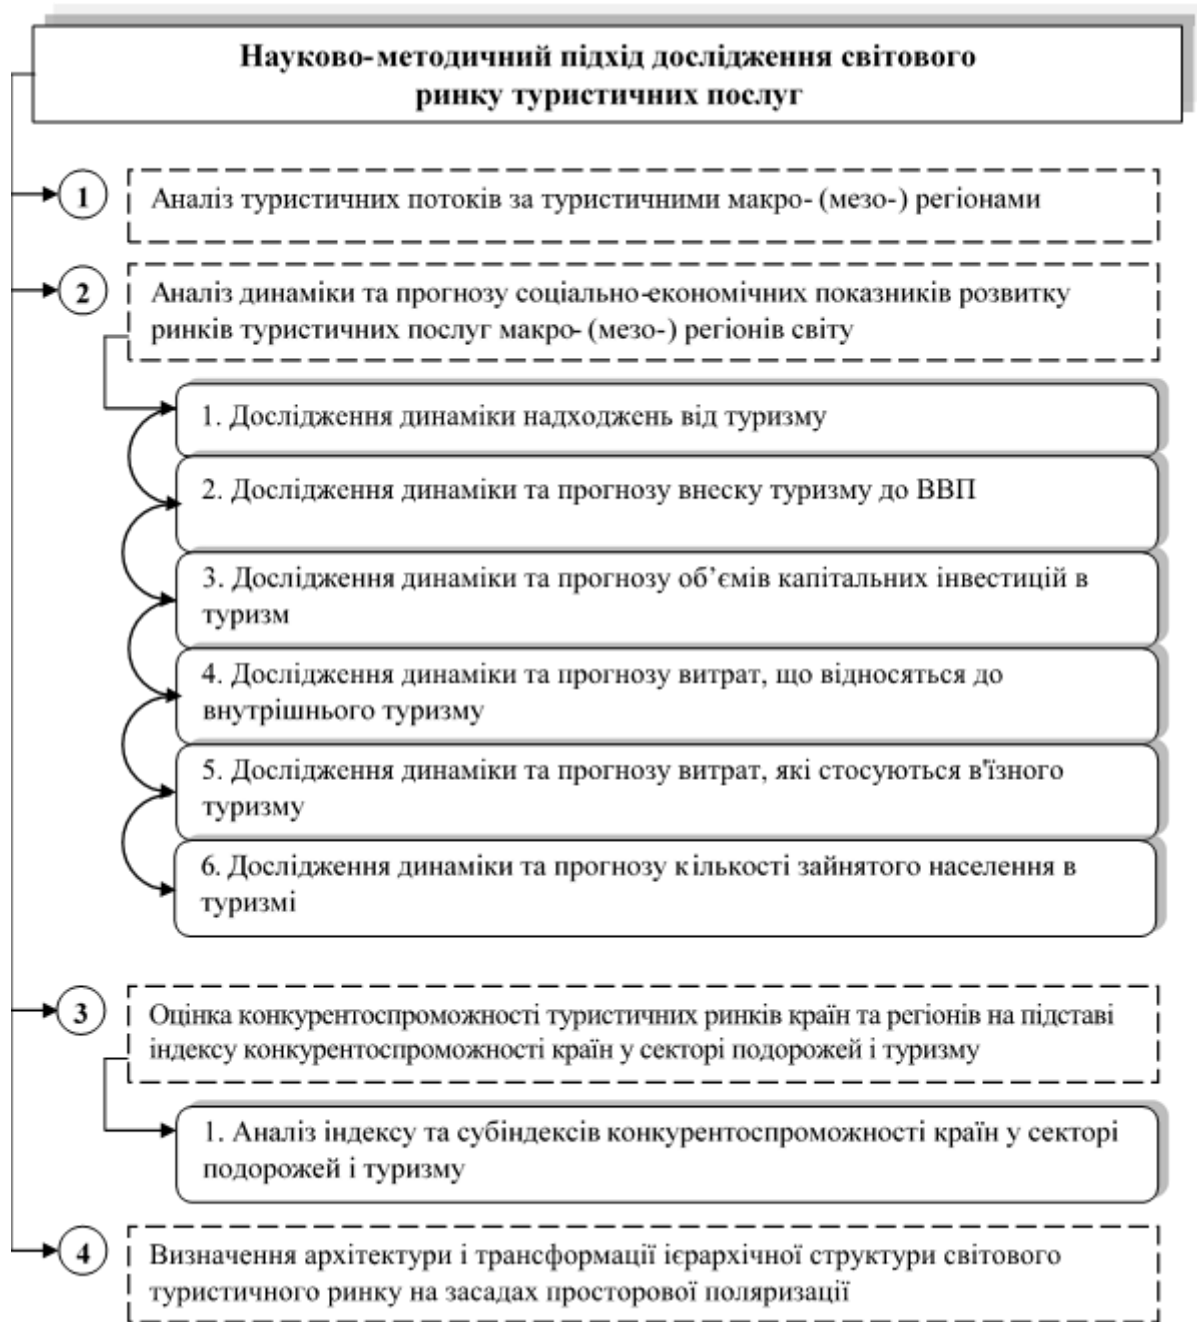 Науково-методичний підхід дослідження світового
ринку туристичних послуг
1
Аналіз туристичних потоків за туристичними макро- (мезо-) регіонами
2
Аналіз динаміки та прогнозу соціально-економічних показників розвитку
ринків туристичних послуг макро- (мезо-) регіонів світу
1. Дослідження динаміки надходжень від туризму
2. Дослідження динаміки та прогнозу внеску туризму до ВВП
3. Дослідження динаміки та прогнозу об’ємів капітальних інвестицій в
туризм
4. Дослідження динаміки та прогнозу витрат, що відносяться до
внутрішнього туризму
5. Дослідження динаміки та прогнозу витрат, які стосуються в'їзного
туризму
6. Дослідження динаміки та прогнозу кількості зайнятого населення в
туризмі
3
Оцінка конкурентоспроможності туристичних ринків країн та регіонів на підставі
індексу конкурентоспроможності країн у секторі подорожей і туризму
1. Аналіз індексу та субіндексів конкурентоспроможності країн у секторі
подорожей і туризму
4
Визначення архітектури і трансформації ієрархічної структури світового
туристичного ринку на засадах просторової поляризації